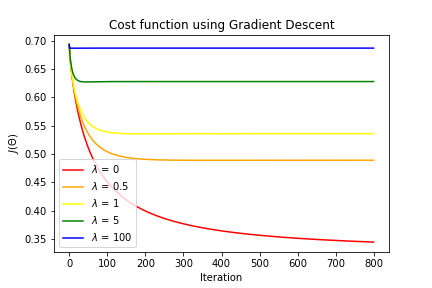 Cost function using Gradient Descent
J(Θ)
0.70
0.65
0.60
0.55
0.50
0.45
0.40
0.35
λ = 0
λ = 0.5
λ = 1
λ = 5
λ = 100
0 100 200 300 400 500 600 700 800
Iteration